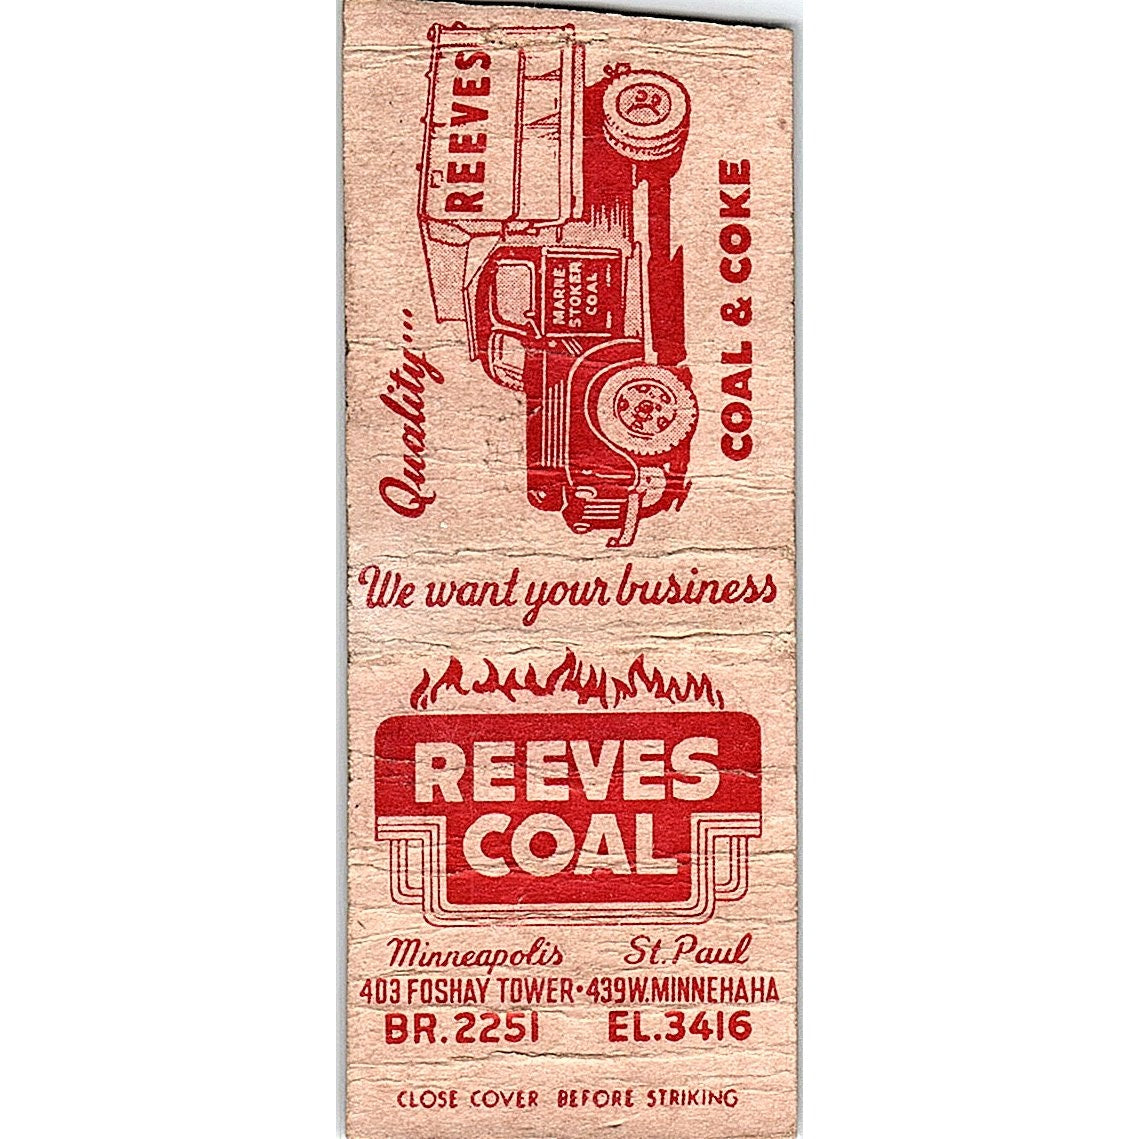 Quality...
REEVES
MARNE
STOKER
COAL
COAL & COKE
We want your business
REEVES
COAL
Minneapolis St. Paul
403 FOSHAY TOWER • 439 W. MINNEHAHA
BR. 2251 EL. 3416
CLOSE COVER BEFORE STRIKING